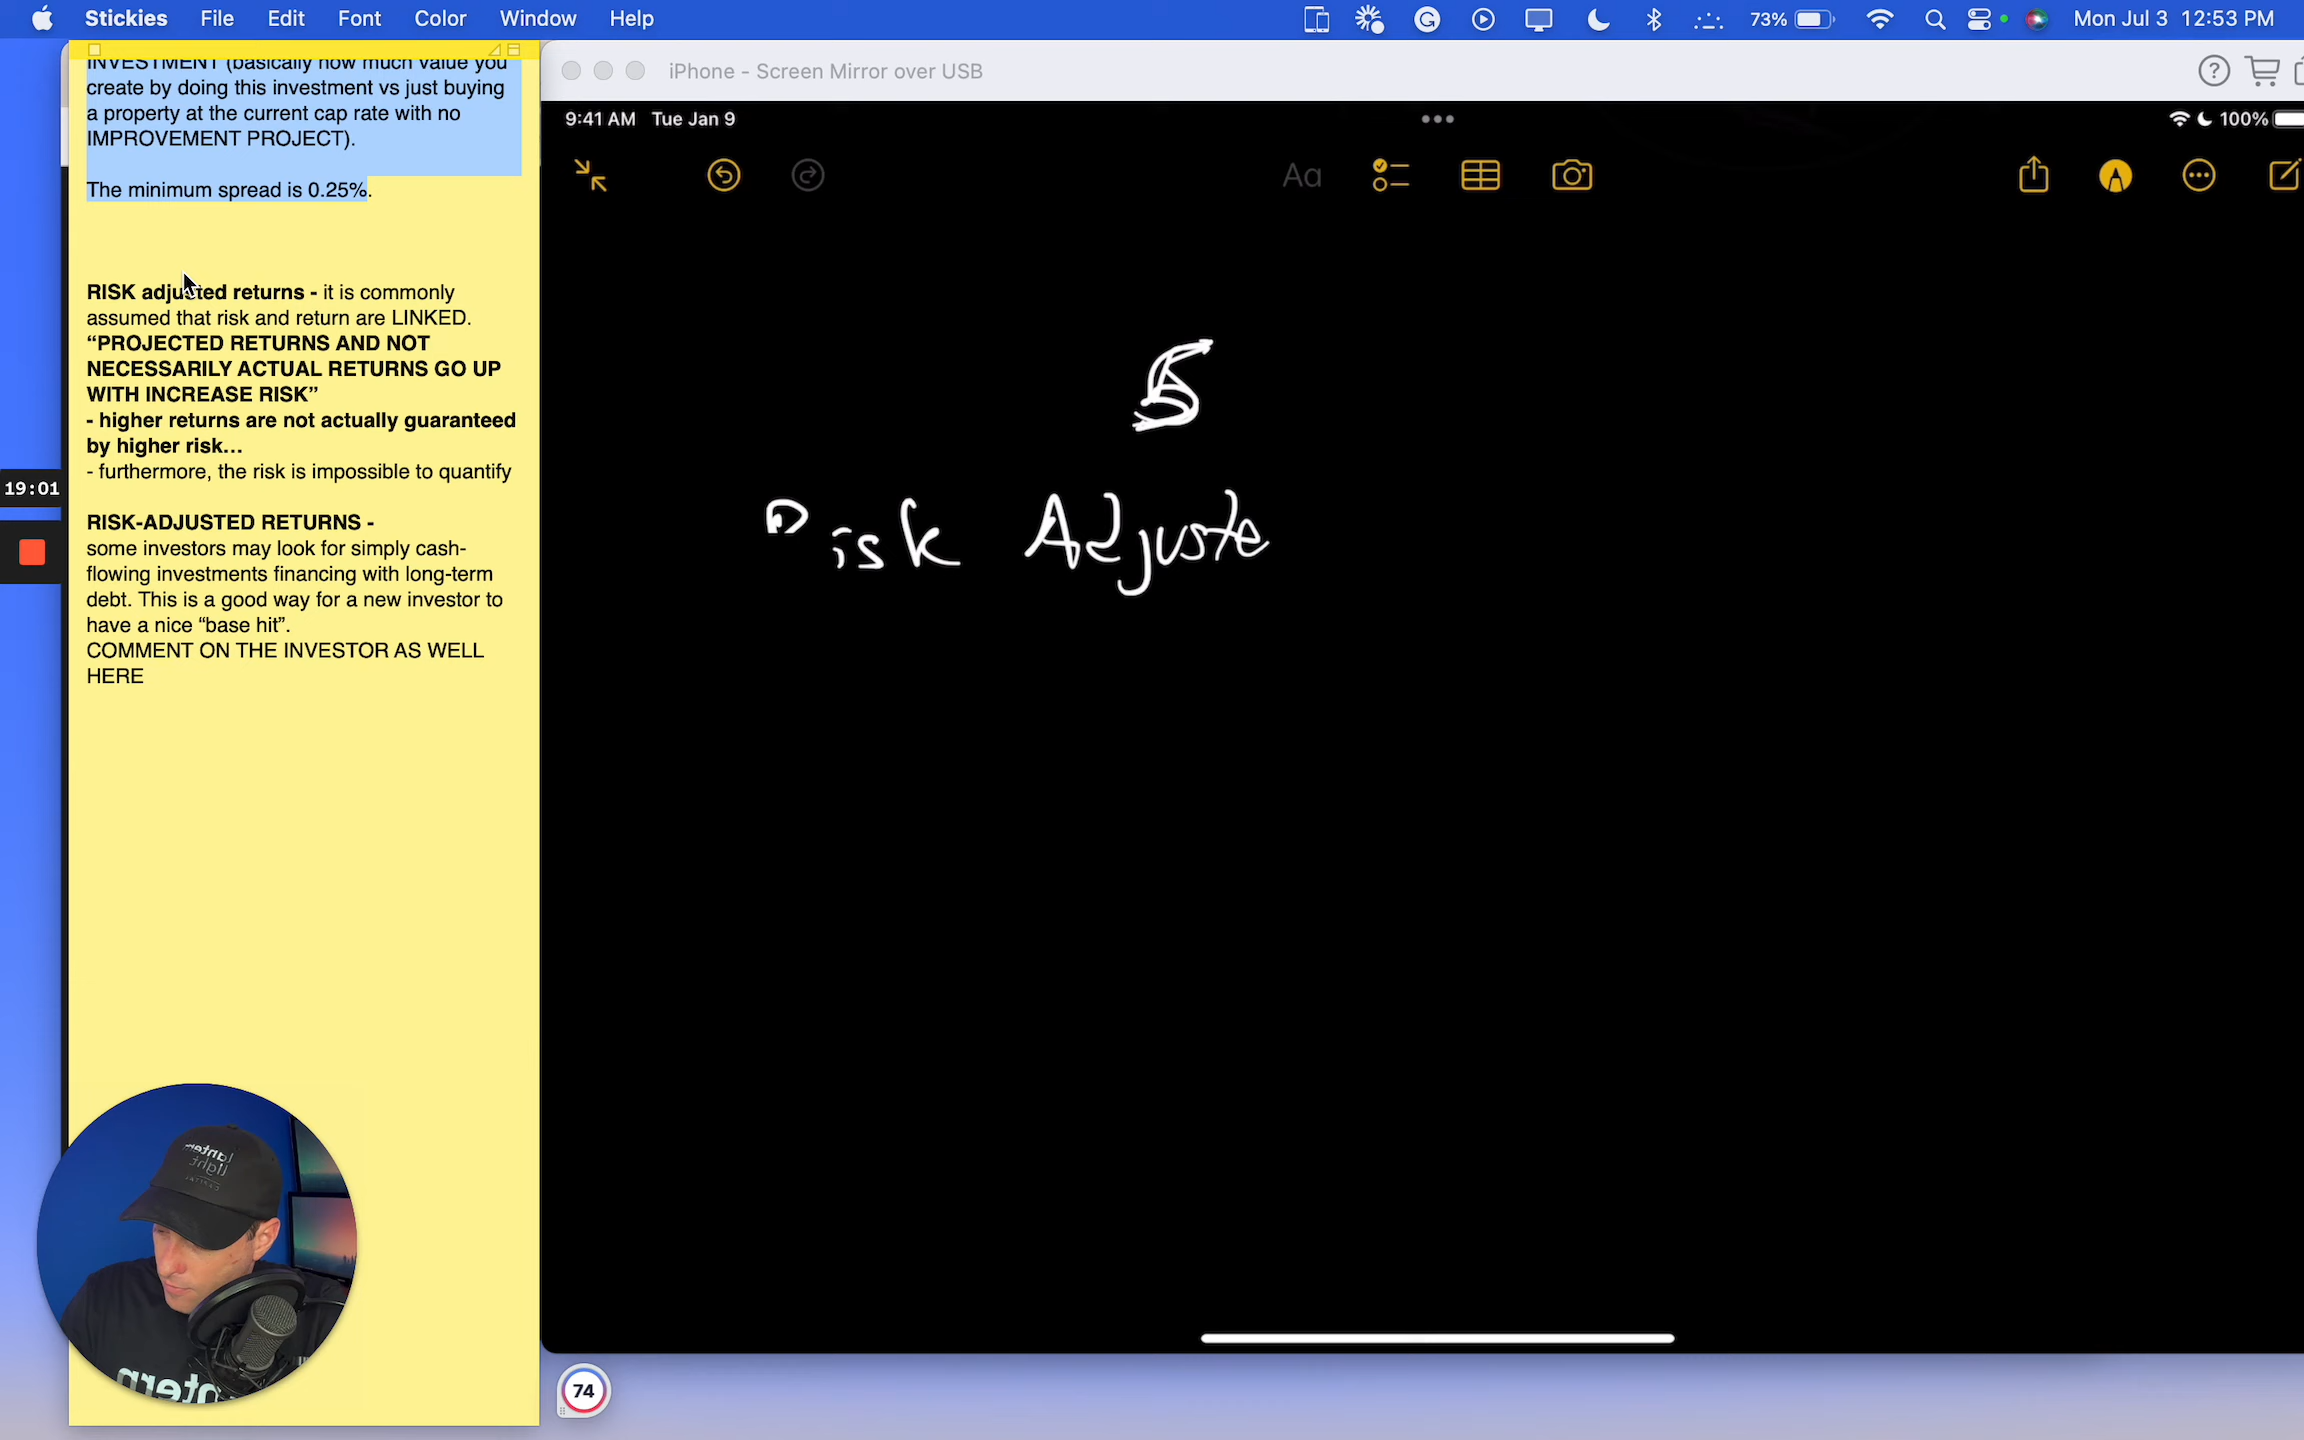 Stickies File Edit Font Color Window Help
73% Mon Jul 3 12:53 PM
INVESTMENT (basically how much value you
create by doing this investment vs just buying
a property at the current cap rate with no
IMPROVEMENT PROJECT).
The minimum spread is 0.25%.
RISK adjusted returns - it is commonly
assumed that risk and return are LINKED.
“PROJECTED RETURNS AND NOT
NECESSARILY ACTUAL RETURNS GO UP
WITH INCREASE RISK”
- higher returns are not actually guaranteed
by higher risk...
- furthermore, the risk is impossible to quantify
RISK-ADJUSTED RETURNS -
some investors may look for simply cash-
flowing investments financing with long-term
debt. This is a good way for a new investor to
have a nice “base hit”.
COMMENT ON THE INVESTOR AS WELL
HERE
19:01
iPhone - Screen Mirror over USB
9:41 AM Tue Jan 9
100%
Aa
Risk Adjuste
lantern
light
CAPITAL
ntern
74